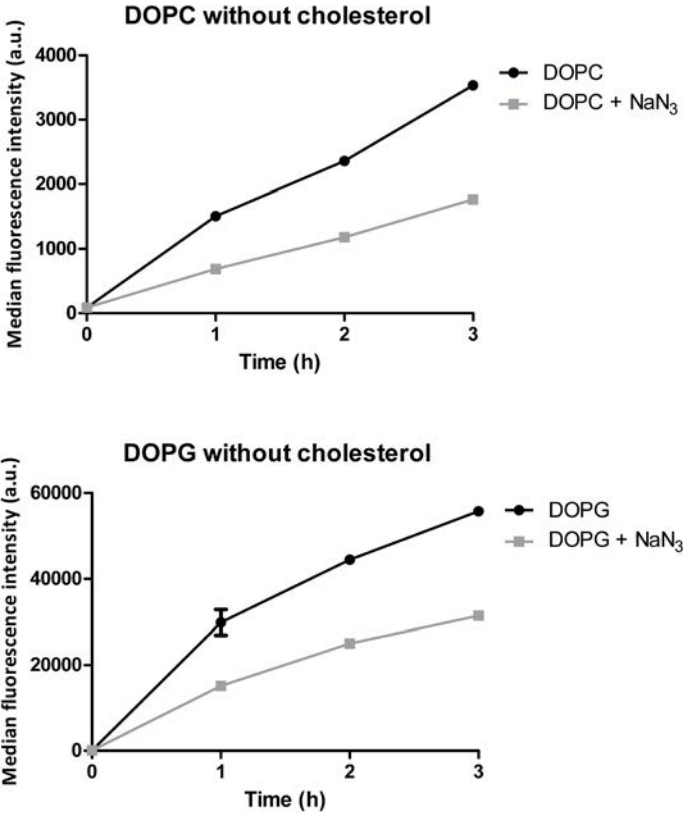 DOPC without cholesterol
Median fluorescence intensity (a.u.)
4000
3000
2000
1000
0
0 1 2 3
Time (h)
DOPC
DOPC + NaN₃
DOPG without cholesterol
Median fluorescence intensity (a.u.)
60000
40000
20000
0
0 1 2 3
Time (h)
DOPG
DOPG + NaN₃